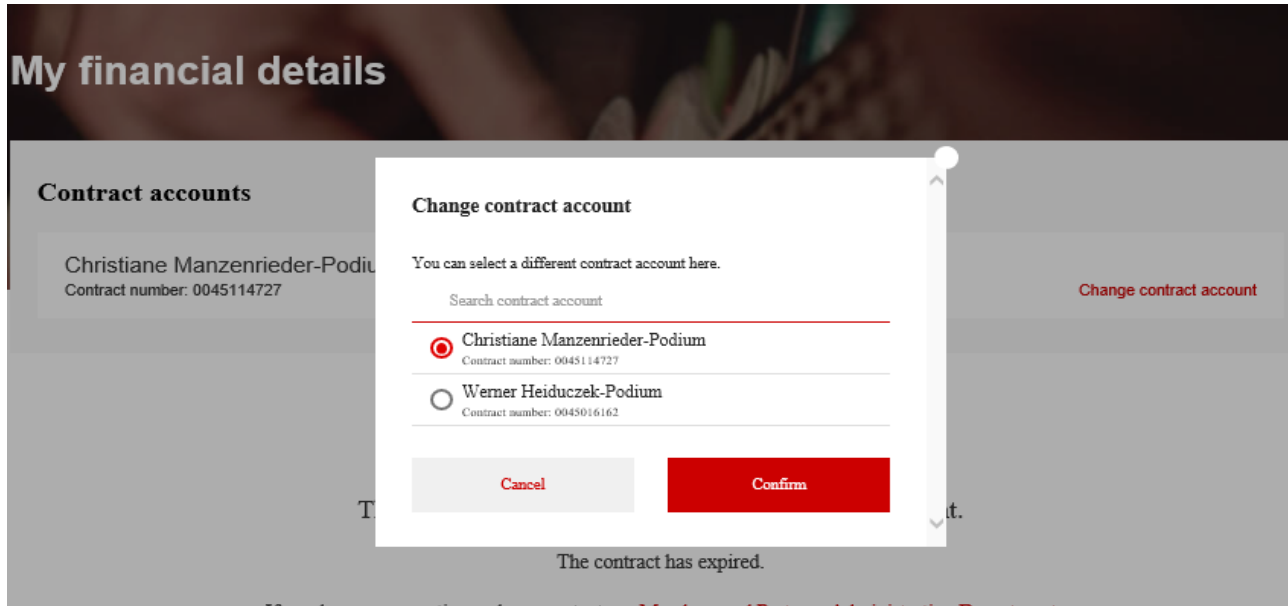 My financial details
Contract accounts
Christiane Manzenrieder-Podiu
Contract number: 0045114727
Change contract account
Change contract account
You can select a different contract account here.
Search contract account
Christiane Manzenrieder-Podium
Contract number: 0045114727
Werner Heiduczek-Podium
Contract number: 0045016162
Cancel
Confirm
The contract has expired.